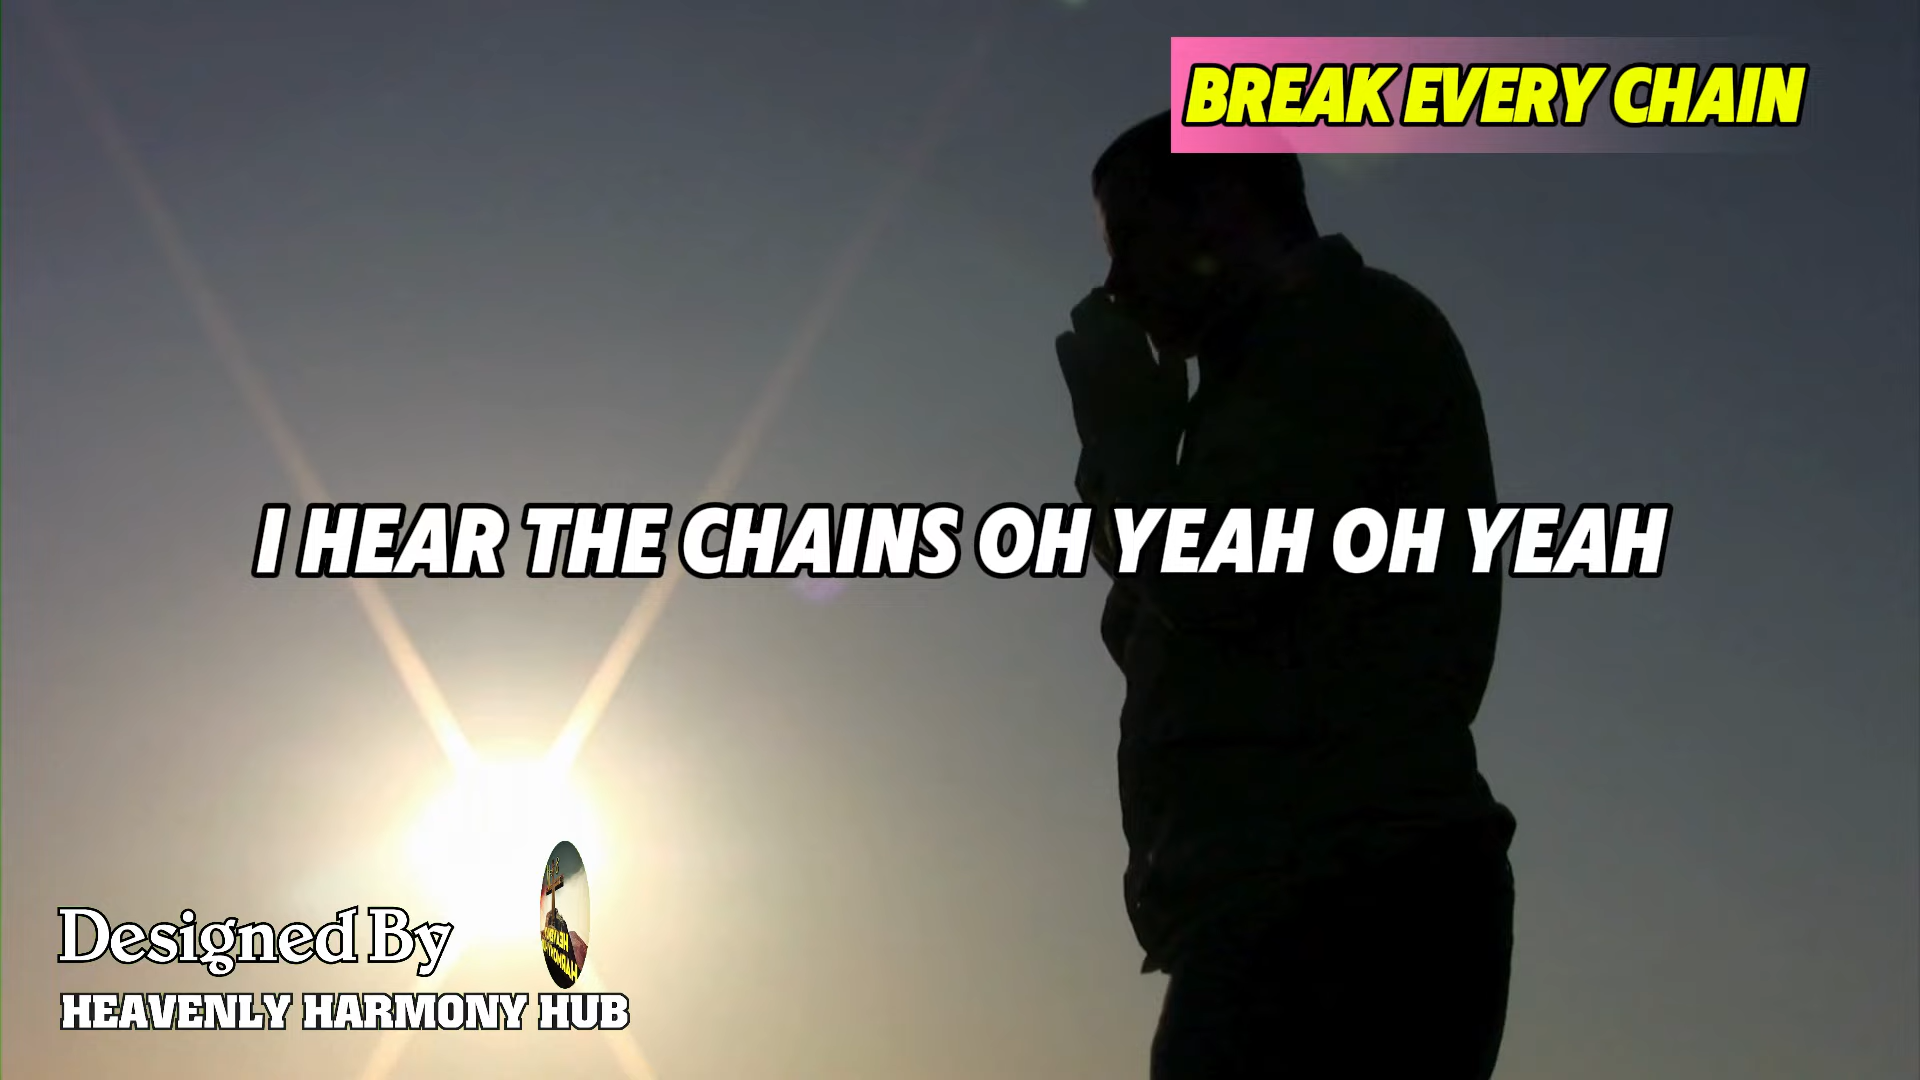 BREAK EVERY CHAIN
I HEAR THE CHAINS OH YEAH OH YEAH
Designed By
HEAVENLY HARMONY HUB